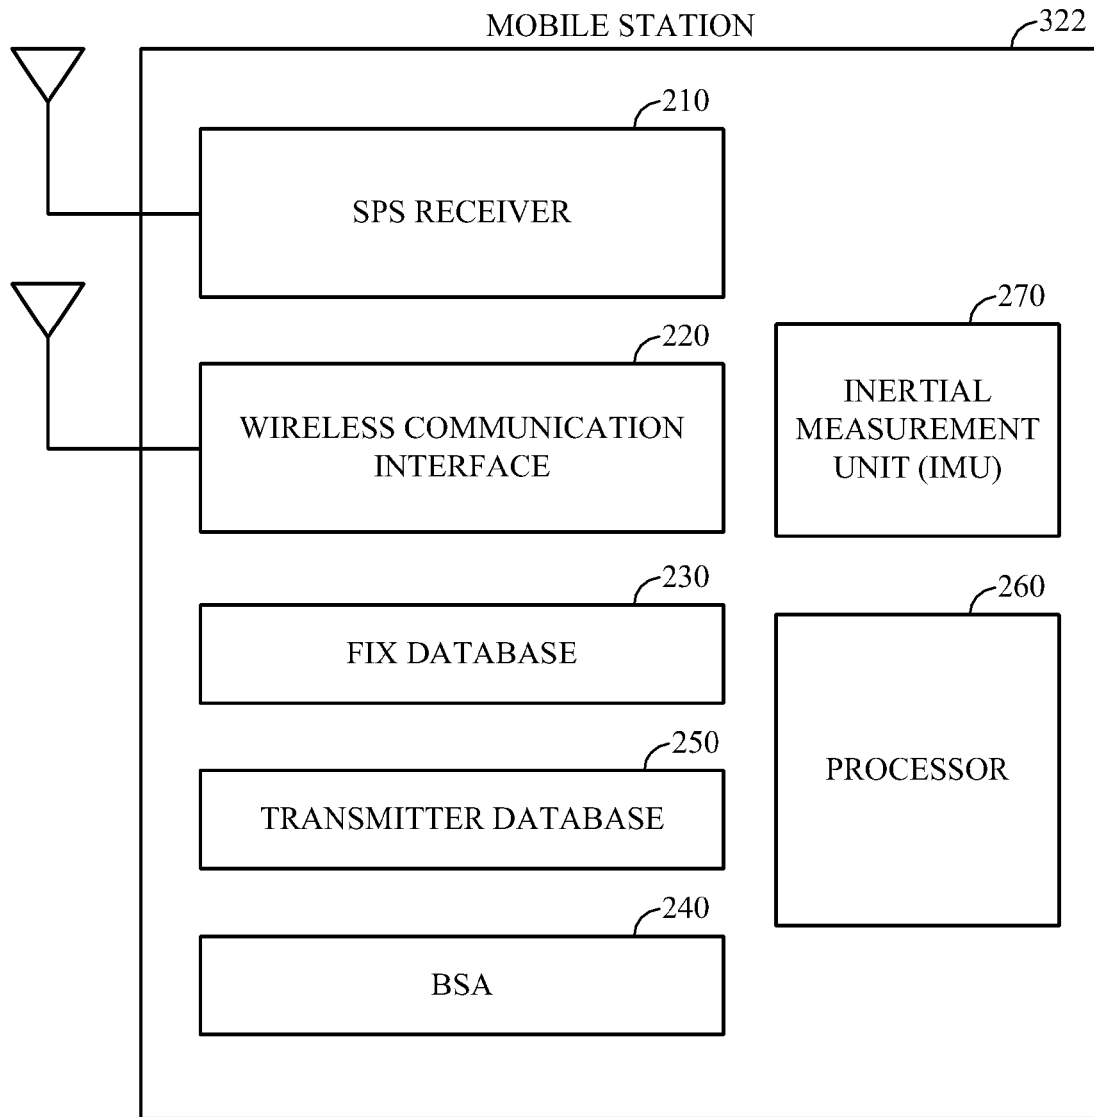 MOBILE STATION
322
210
SPS RECEIVER
220
WIRELESS COMMUNICATION
INTERFACE
270
INERTIAL
MEASUREMENT
UNIT (IMU)
230
FIX DATABASE
260
PROCESSOR
250
TRANSMITTER DATABASE
240
BSA